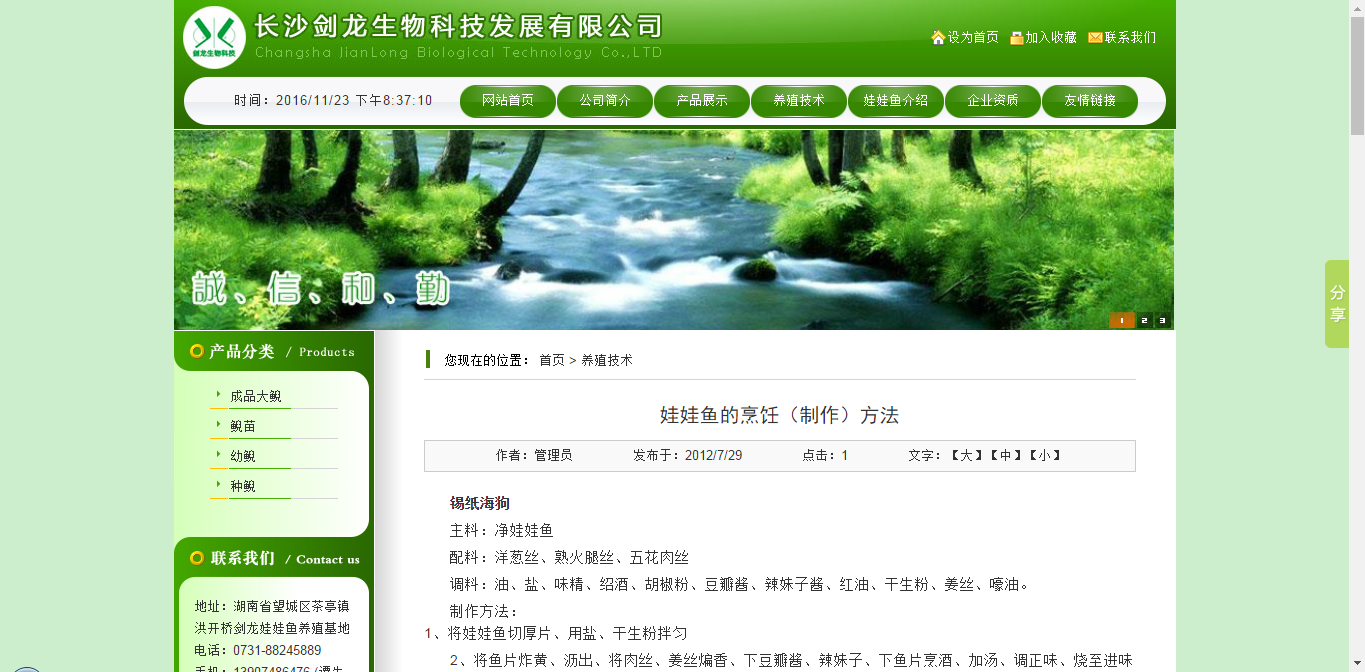 长沙剑龙生物科技发展有限公司
Changsha JianLong Biological Technology Co.,LTD
剑龙生物科技
设为首页 加入收藏 联系我们
时间：2016/11/23 下午8:37:10
网站首页 公司简介 产品展示 养殖技术 娃娃鱼介绍 企业资质 友情链接
誠、信、和、勤
1 2 3
分享
产品分类 / Products
成品大鲵
鲵苗
幼鲵
种鲵
联系我们 / Contact us
地址：湖南省望城区茶亭镇
洪开桥剑龙娃娃鱼养殖基地
电话：0731-88245889
您现在的位置： 首页 > 养殖技术
娃娃鱼的烹饪（制作）方法
作者：管理员 发布于：2012/7/29 点击：1 文字：【大】【中】【小】
锡纸海狗
主料：净娃娃鱼
配料：洋葱丝、熟火腿丝、五花肉丝
调料：油、盐、味精、绍酒、胡椒粉、豆瓣酱、辣妹子酱、红油、干生粉、姜丝、嚎油。
制作方法：
1、将娃娃鱼切厚片、用盐、干生粉拌匀
2、将鱼片炸黄、沥出、将肉丝、姜丝煸香、下豆瓣酱、辣妹子、下鱼片烹酒、加汤、调正味、烧至进味